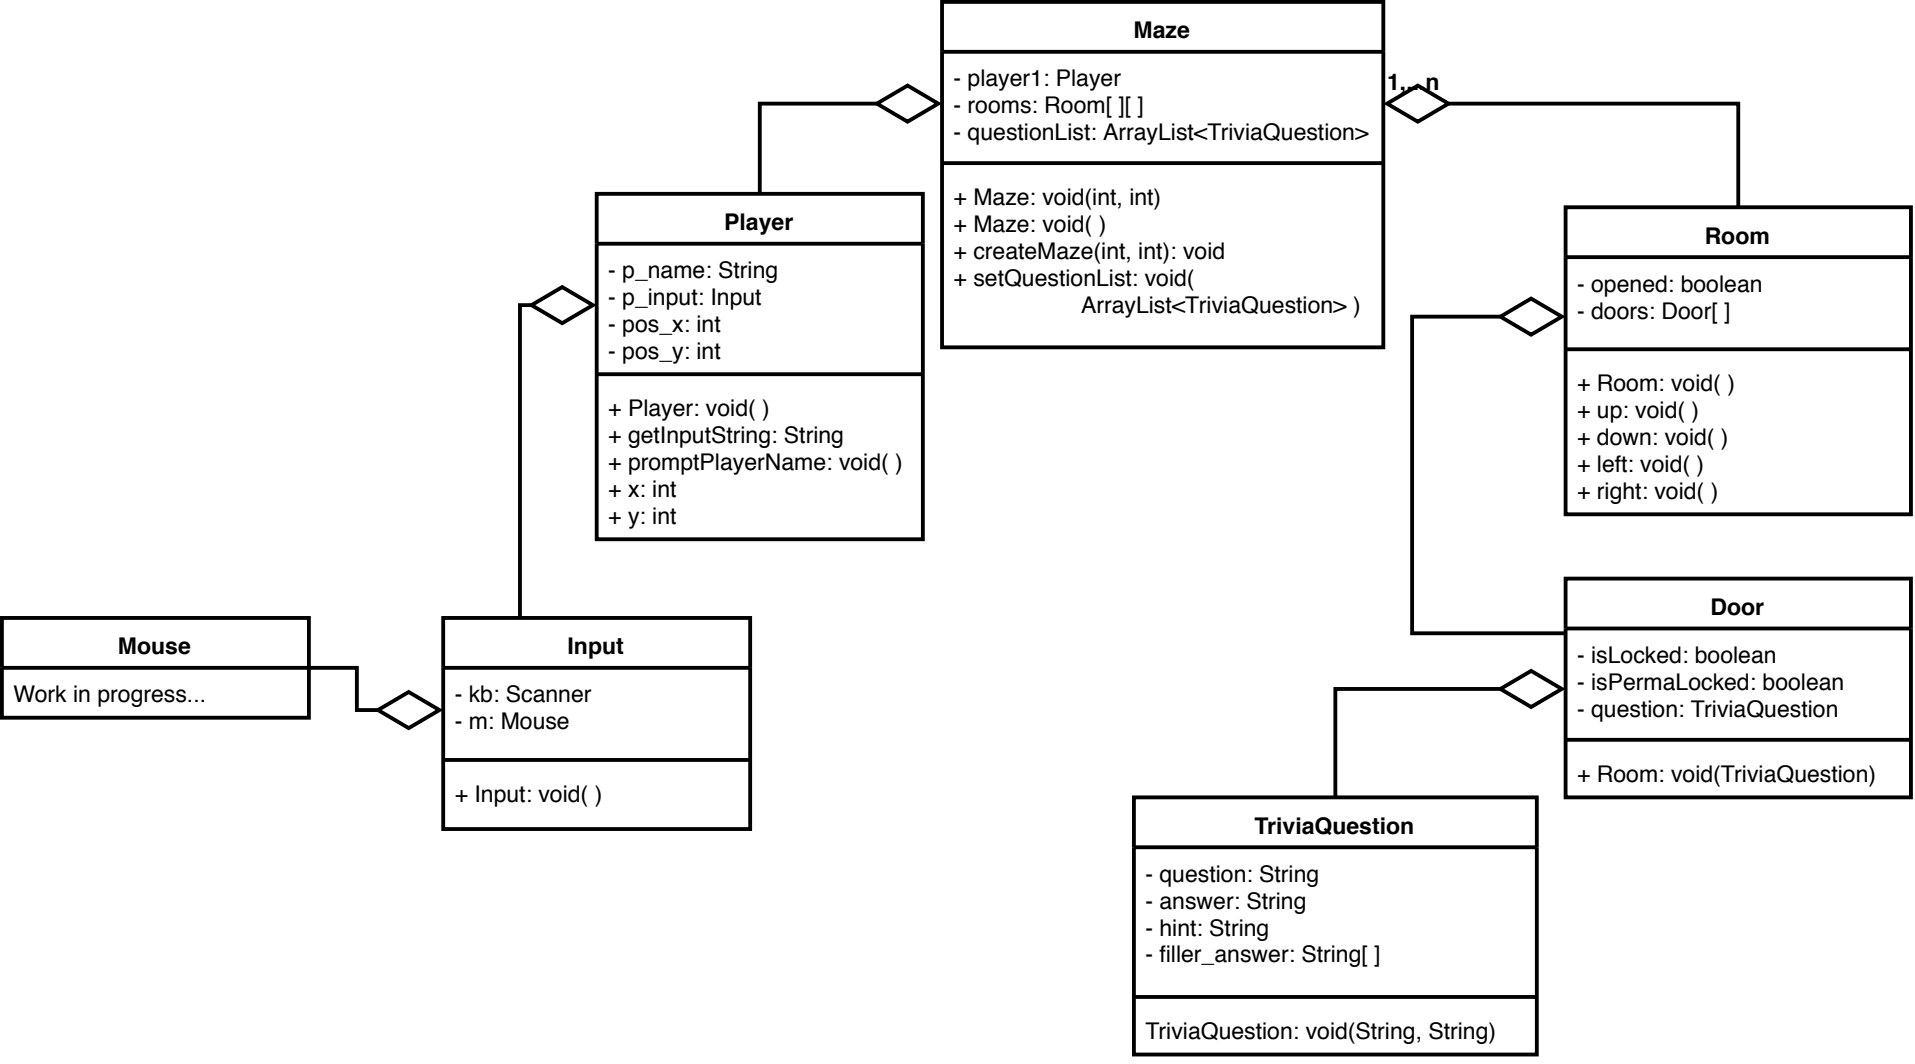 Maze
- player1: Player
- rooms: Room[ ][ ]
- questionList: ArrayList<TriviaQuestion>
+ Maze: void(int, int)
+ Maze: void( )
+ createMaze(int, int): void
+ setQuestionList: void(
ArrayList<TriviaQuestion> )
1... n
Player
- p_name: String
- p_input: Input
- pos_x: int
- pos_y: int
+ Player: void( )
+ getInputString: String
+ promptPlayerName: void( )
+ x: int
+ y: int
Room
- opened: boolean
- doors: Door[ ]
+ Room: void( )
+ up: void( )
+ down: void( )
+ left: void( )
+ right: void( )
Mouse
Work in progress...
Input
- kb: Scanner
- m: Mouse
+ Input: void( )
Door
- isLocked: boolean
- isPermaLocked: boolean
- question: TriviaQuestion
+ Room: void(TriviaQuestion)
TriviaQuestion
- question: String
- answer: String
- hint: String
- filler_answer: String[ ]
TriviaQuestion: void(String, String)